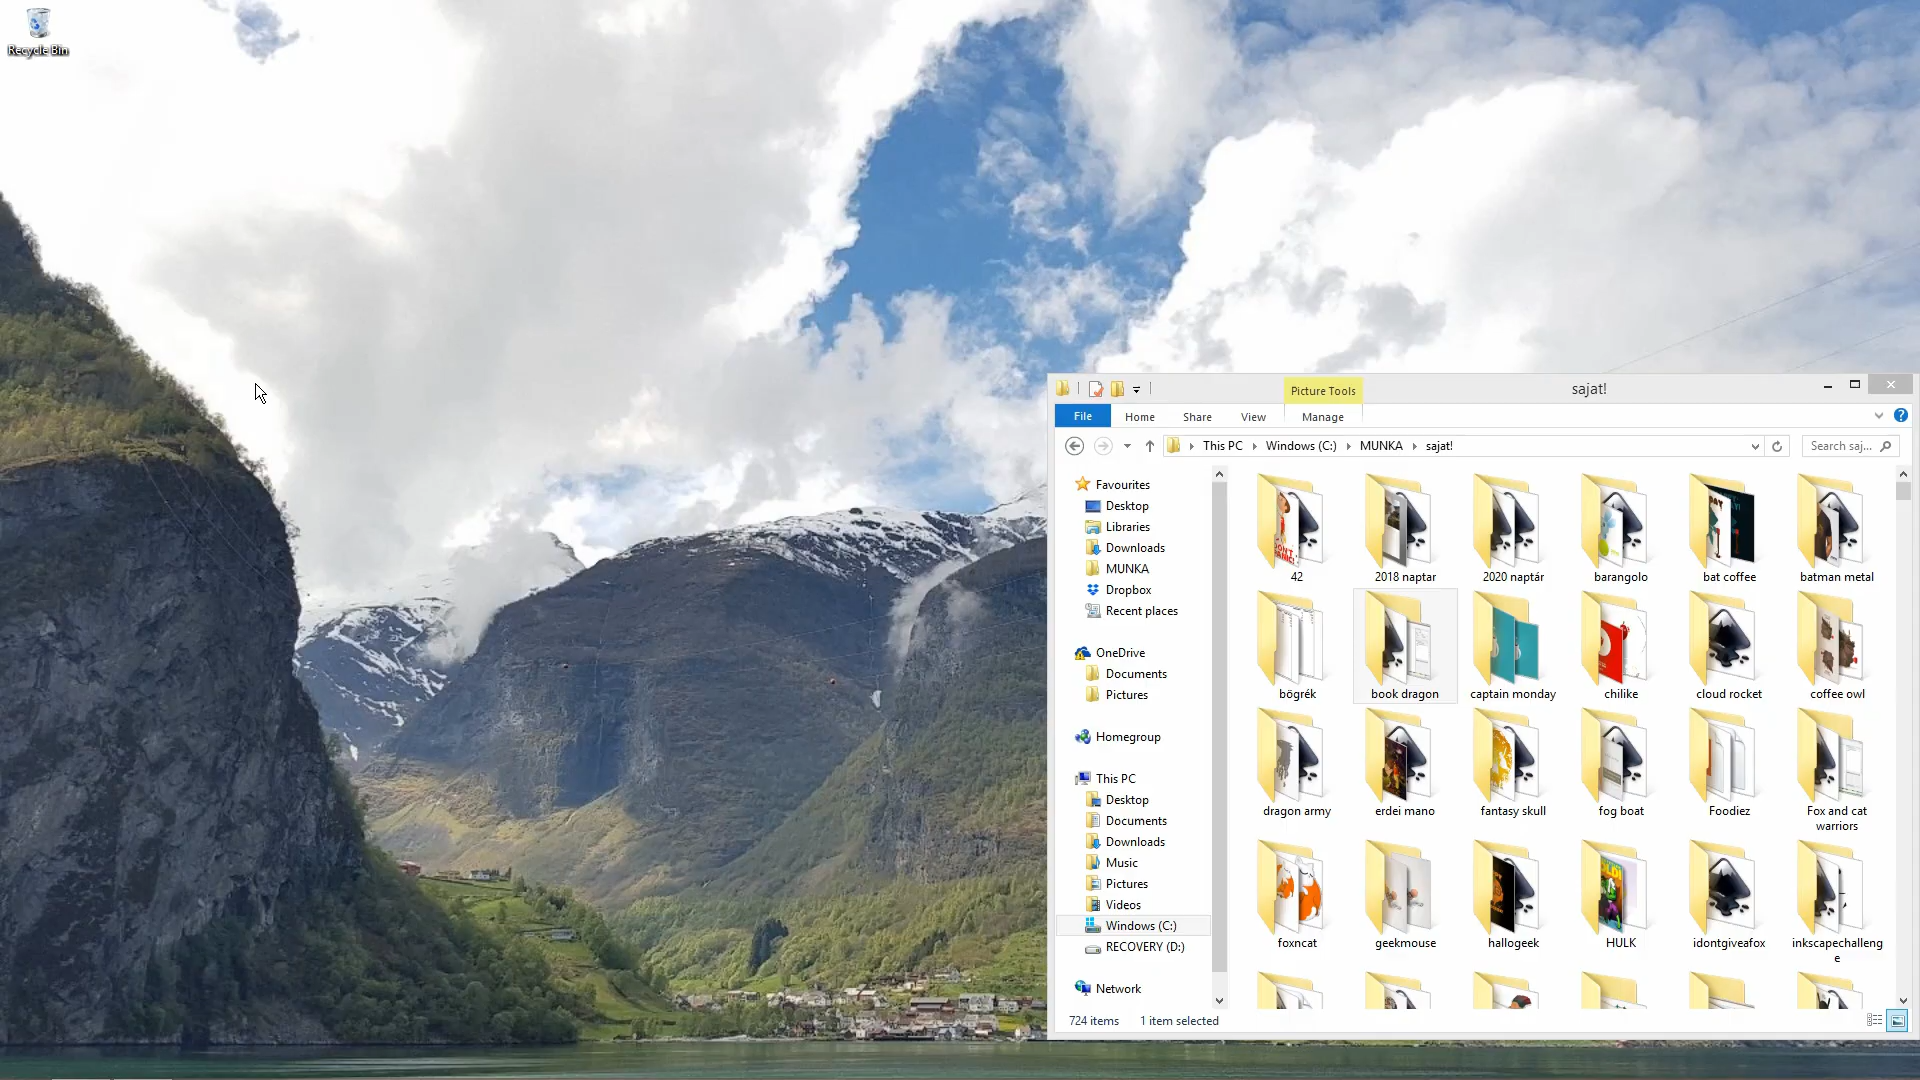 Recycle Bin
Picture Tools
sajat!
File
Home
Share
View
Manage
This PC
Windows (C:)
MUNKA
sajat!
Search saj...
Favourites
Desktop
Libraries
Downloads
MUNKA
Dropbox
Recent places
OneDrive
Documents
Pictures
Homegroup
This PC
Desktop
Documents
Downloads
Music
Pictures
Videos
Windows (C:)
RECOVERY (D:)
Network
42
2018 naptar
2020 naptár
barangolo
bat coffee
batman metal
bögrék
book dragon
captain monday
chilike
cloud rocket
coffee owl
dragon army
erdei mano
fantasy skull
fog boat
Foodiez
Fox and cat
warriors
foxncat
geekmouse
hallogeek
HULK
idontgiveafox
inkscapechalleng
e
724 items
1 item selected